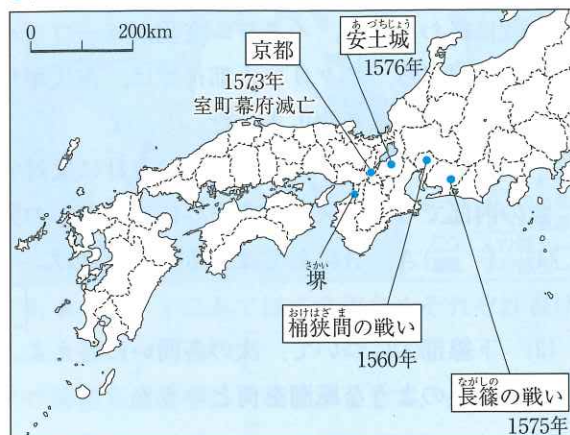 0 200km
あづちじょう
安土城
1576年
京都
1573年
室町幕府滅亡
さかい
堺
おけはざま
桶狭間の戦い
1560年
ながしの
長篠の戦い
1575年